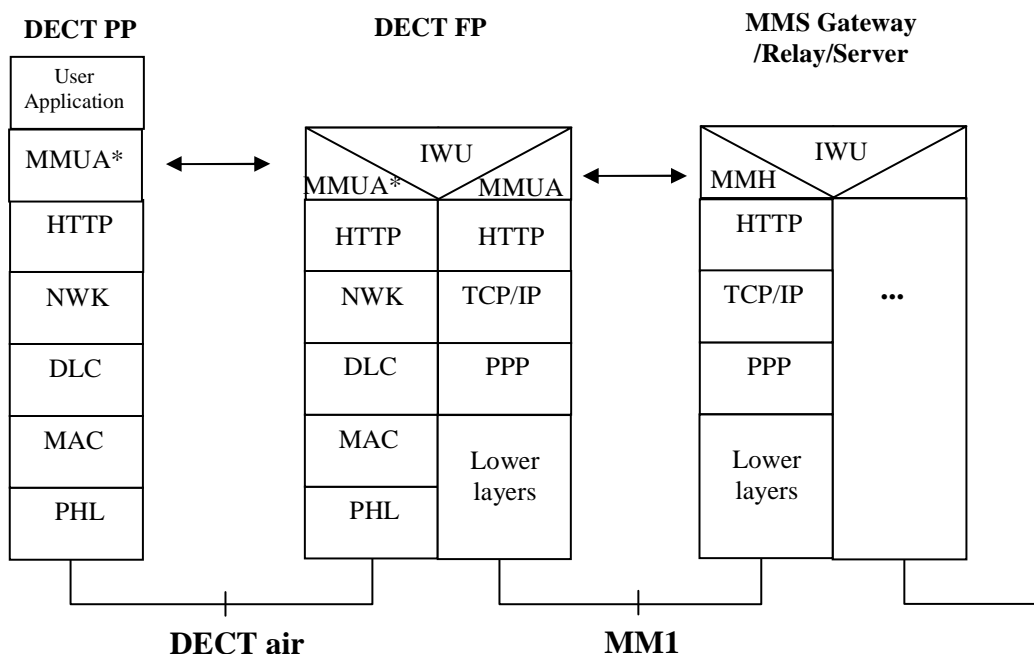 DECT PP
DECT FP
MMS Gateway
/Relay/Server
User
Application
MMUA*
HTTP
NWK
DLC
MAC
PHL
IWU
MMUA*
MMUA
HTTP
HTTP
NWK
TCP/IP
DLC
PPP
MAC
Lower
layers
PHL
IWU
MMH
HTTP
TCP/IP
...
PPP
Lower
layers
DECT air
MM1